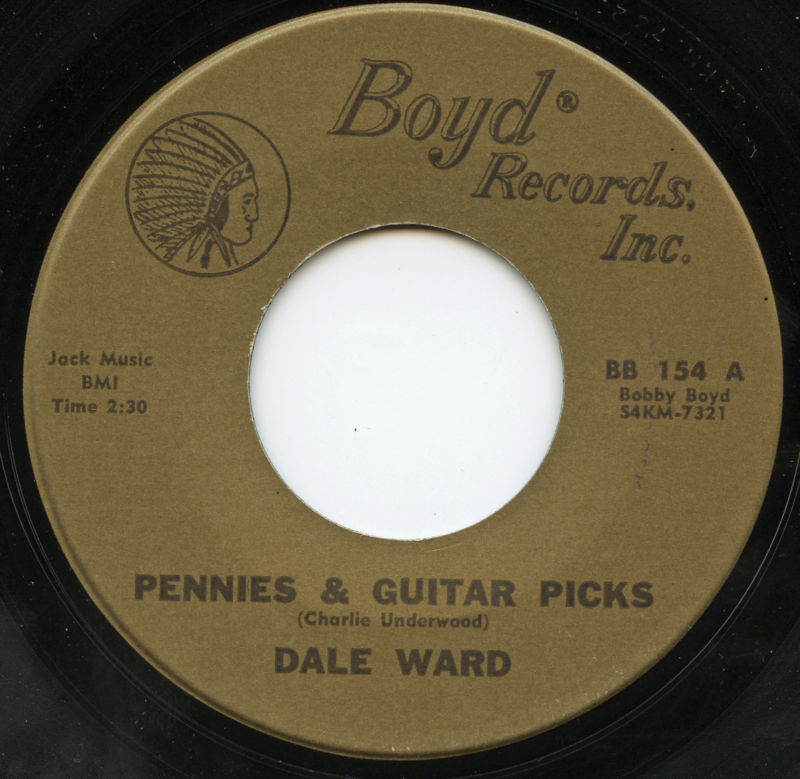 Boyd®
Records,
Inc.
Jack Music
BMI
Time 2:30
BB 154 A
Bobby Boyd
S4KM-7321
PENNIES & GUITAR PICKS
(Charlie Underwood)
DALE WARD